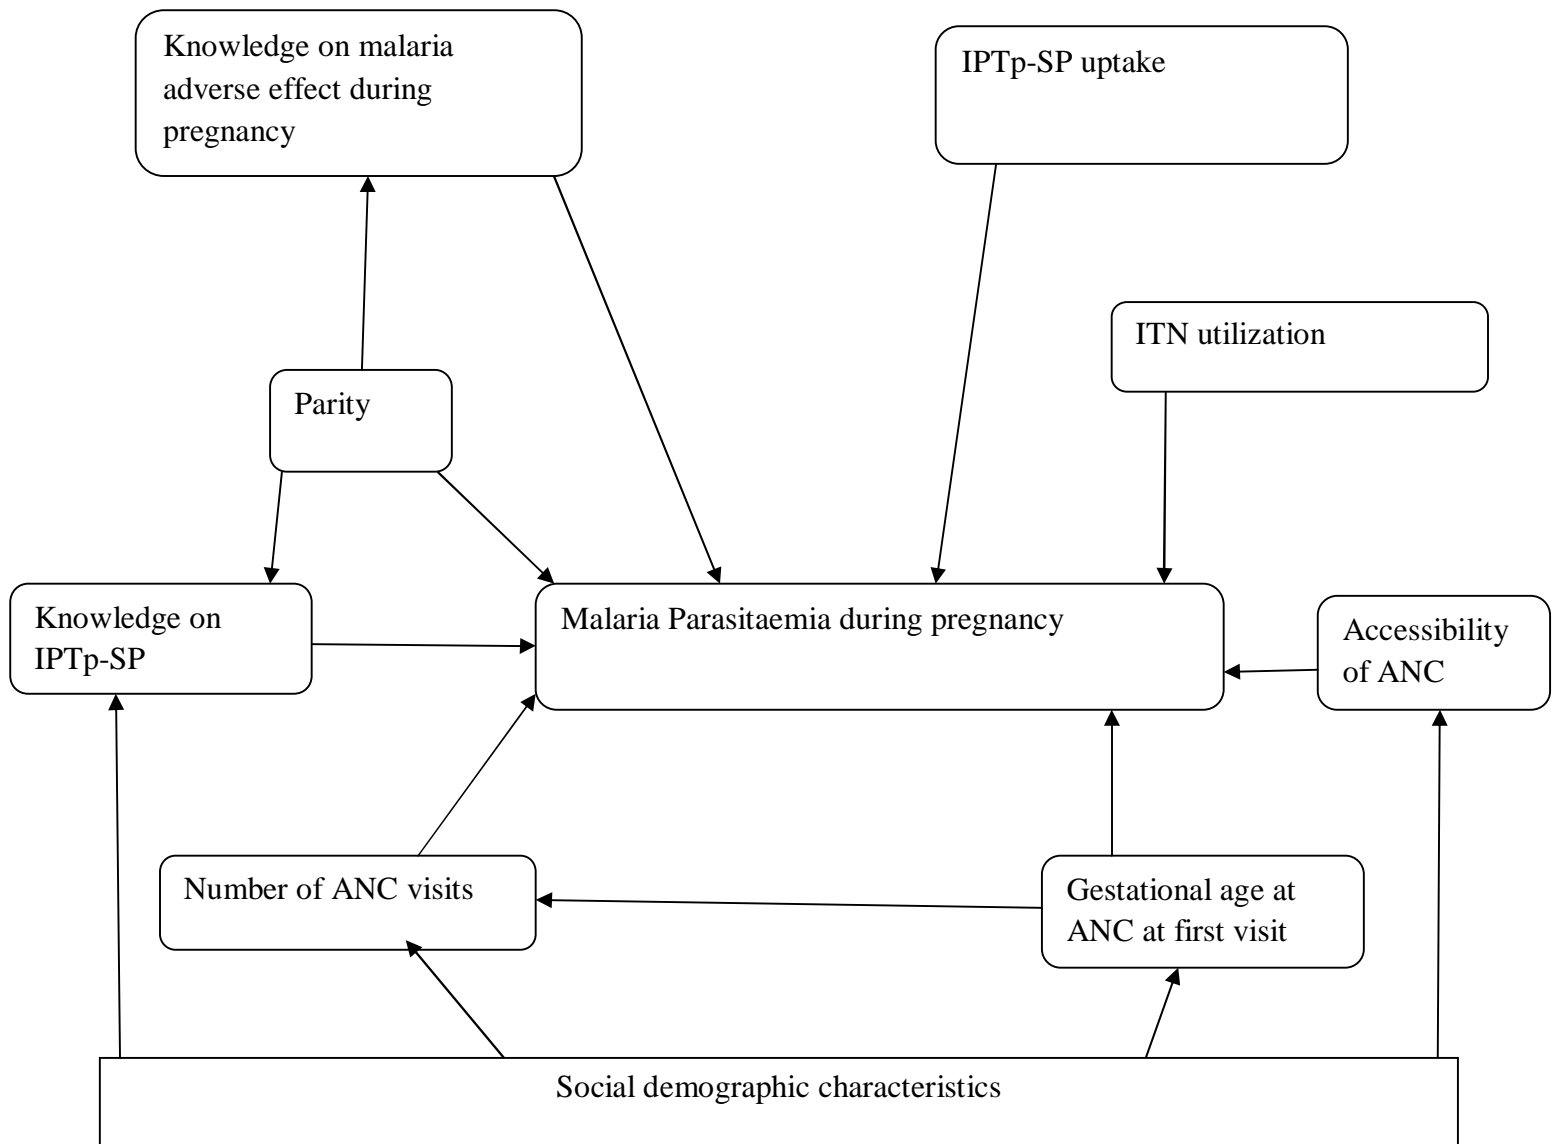 Knowledge on malaria
adverse effect during
pregnancy
IPTp-SP uptake
ITN utilization
Parity
Knowledge on
IPTp-SP
Malaria Parasitaemia during pregnancy
Accessibility
of ANC
Number of ANC visits
Gestational age at
ANC at first visit
Social demographic characteristics